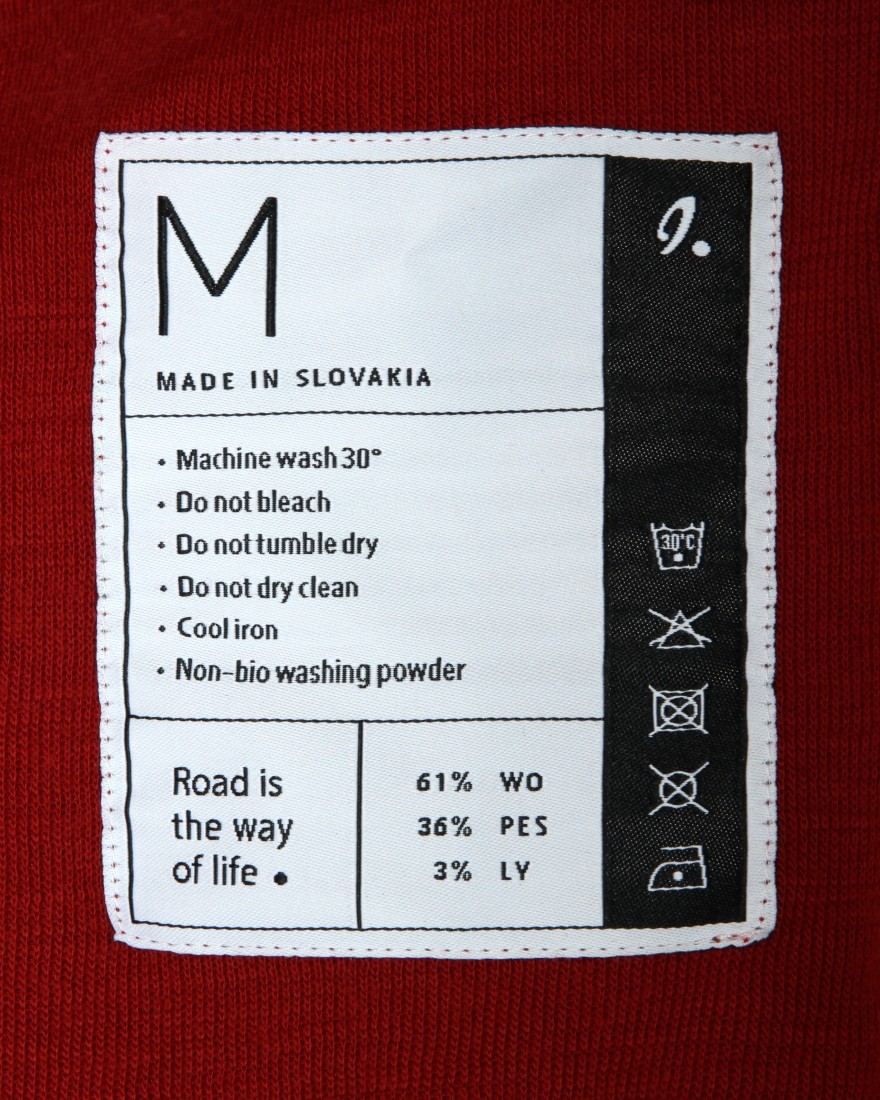 M
MADE IN SLOVAKIA
• Machine wash 30°
• Do not bleach
• Do not tumble dry
• Do not dry clean
• Cool iron
• Non-bio washing powder
Road is
the way
of life •
61% WO
36% PES
3% LY
30°C